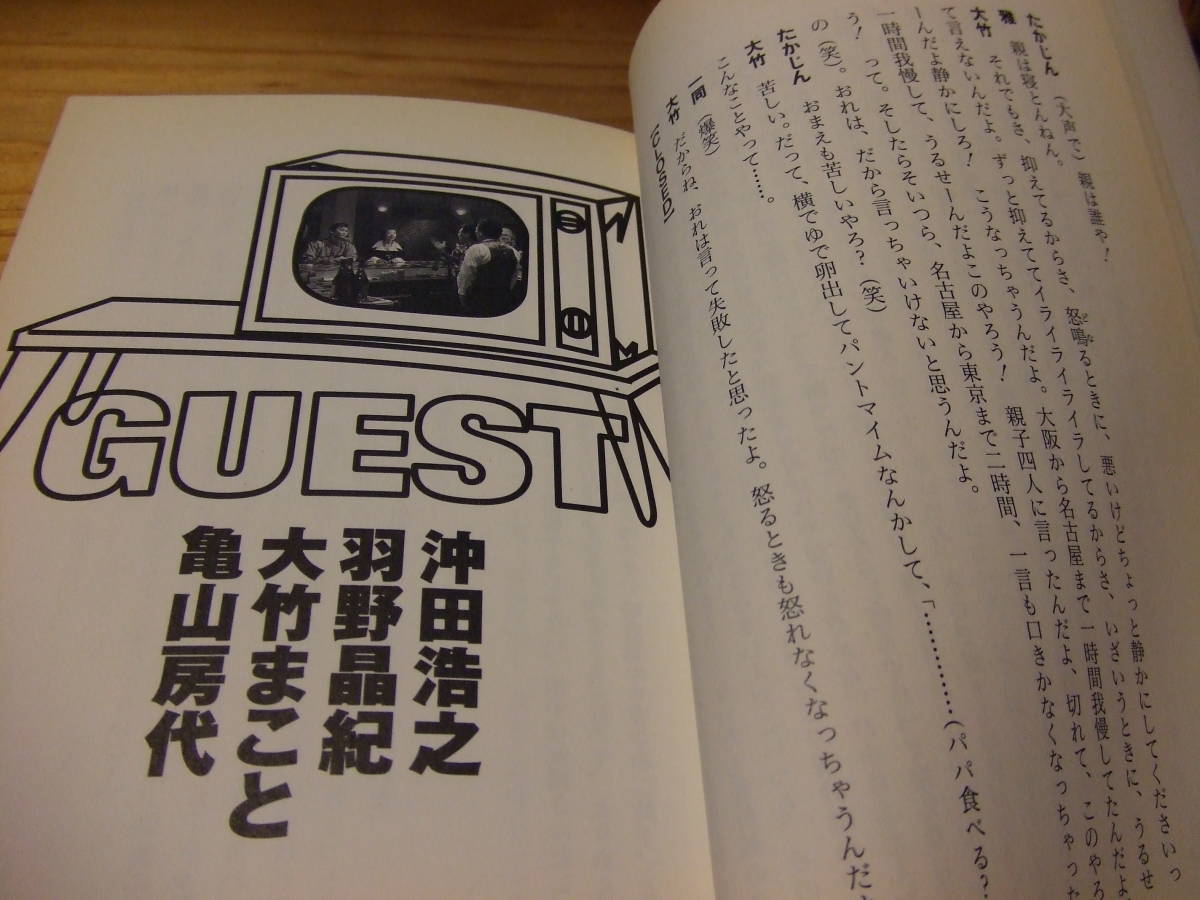 たかじん （大声で）親は誰や！
雅 親は寝とんねん。
大竹 それでもさ、抑えてるからさ、怒鳴るときに、悪いけどちょっと静かにしてくださいっ
て言えないんだよ。ずっと抑えててイライライライラしてるからさ、いざいうときに、うるせ
ーんだよ静かにしろ！ こうなっちゃうんだよ。大阪から名古屋まで一時間我慢してたんだよ
一時間我慢して、うるせーんだよこのやろう！ 親子四人に言ったんだよ、切れて、このやろ
う！ って。そしたらそいつら、名古屋から東京まで二時間、一言も口きかなくなっちゃった
の（笑）。おれは、だから言っちゃいけないと思うんだよ。
たかじん おまえも苦しいやろ？（笑）
大竹 苦しい。だって、横でゆで卵出してパントマイムなんかして、「…………（パパ食べる？
こんなことやって……。
一同 （爆笑）
大竹 だからね、おれは言って失敗したと思ったよ。怒るときも怒れなくなっちゃうんだよ
（CLOSED）
GUEST
沖田浩之
羽野晶紀
大竹まこと
亀山房代